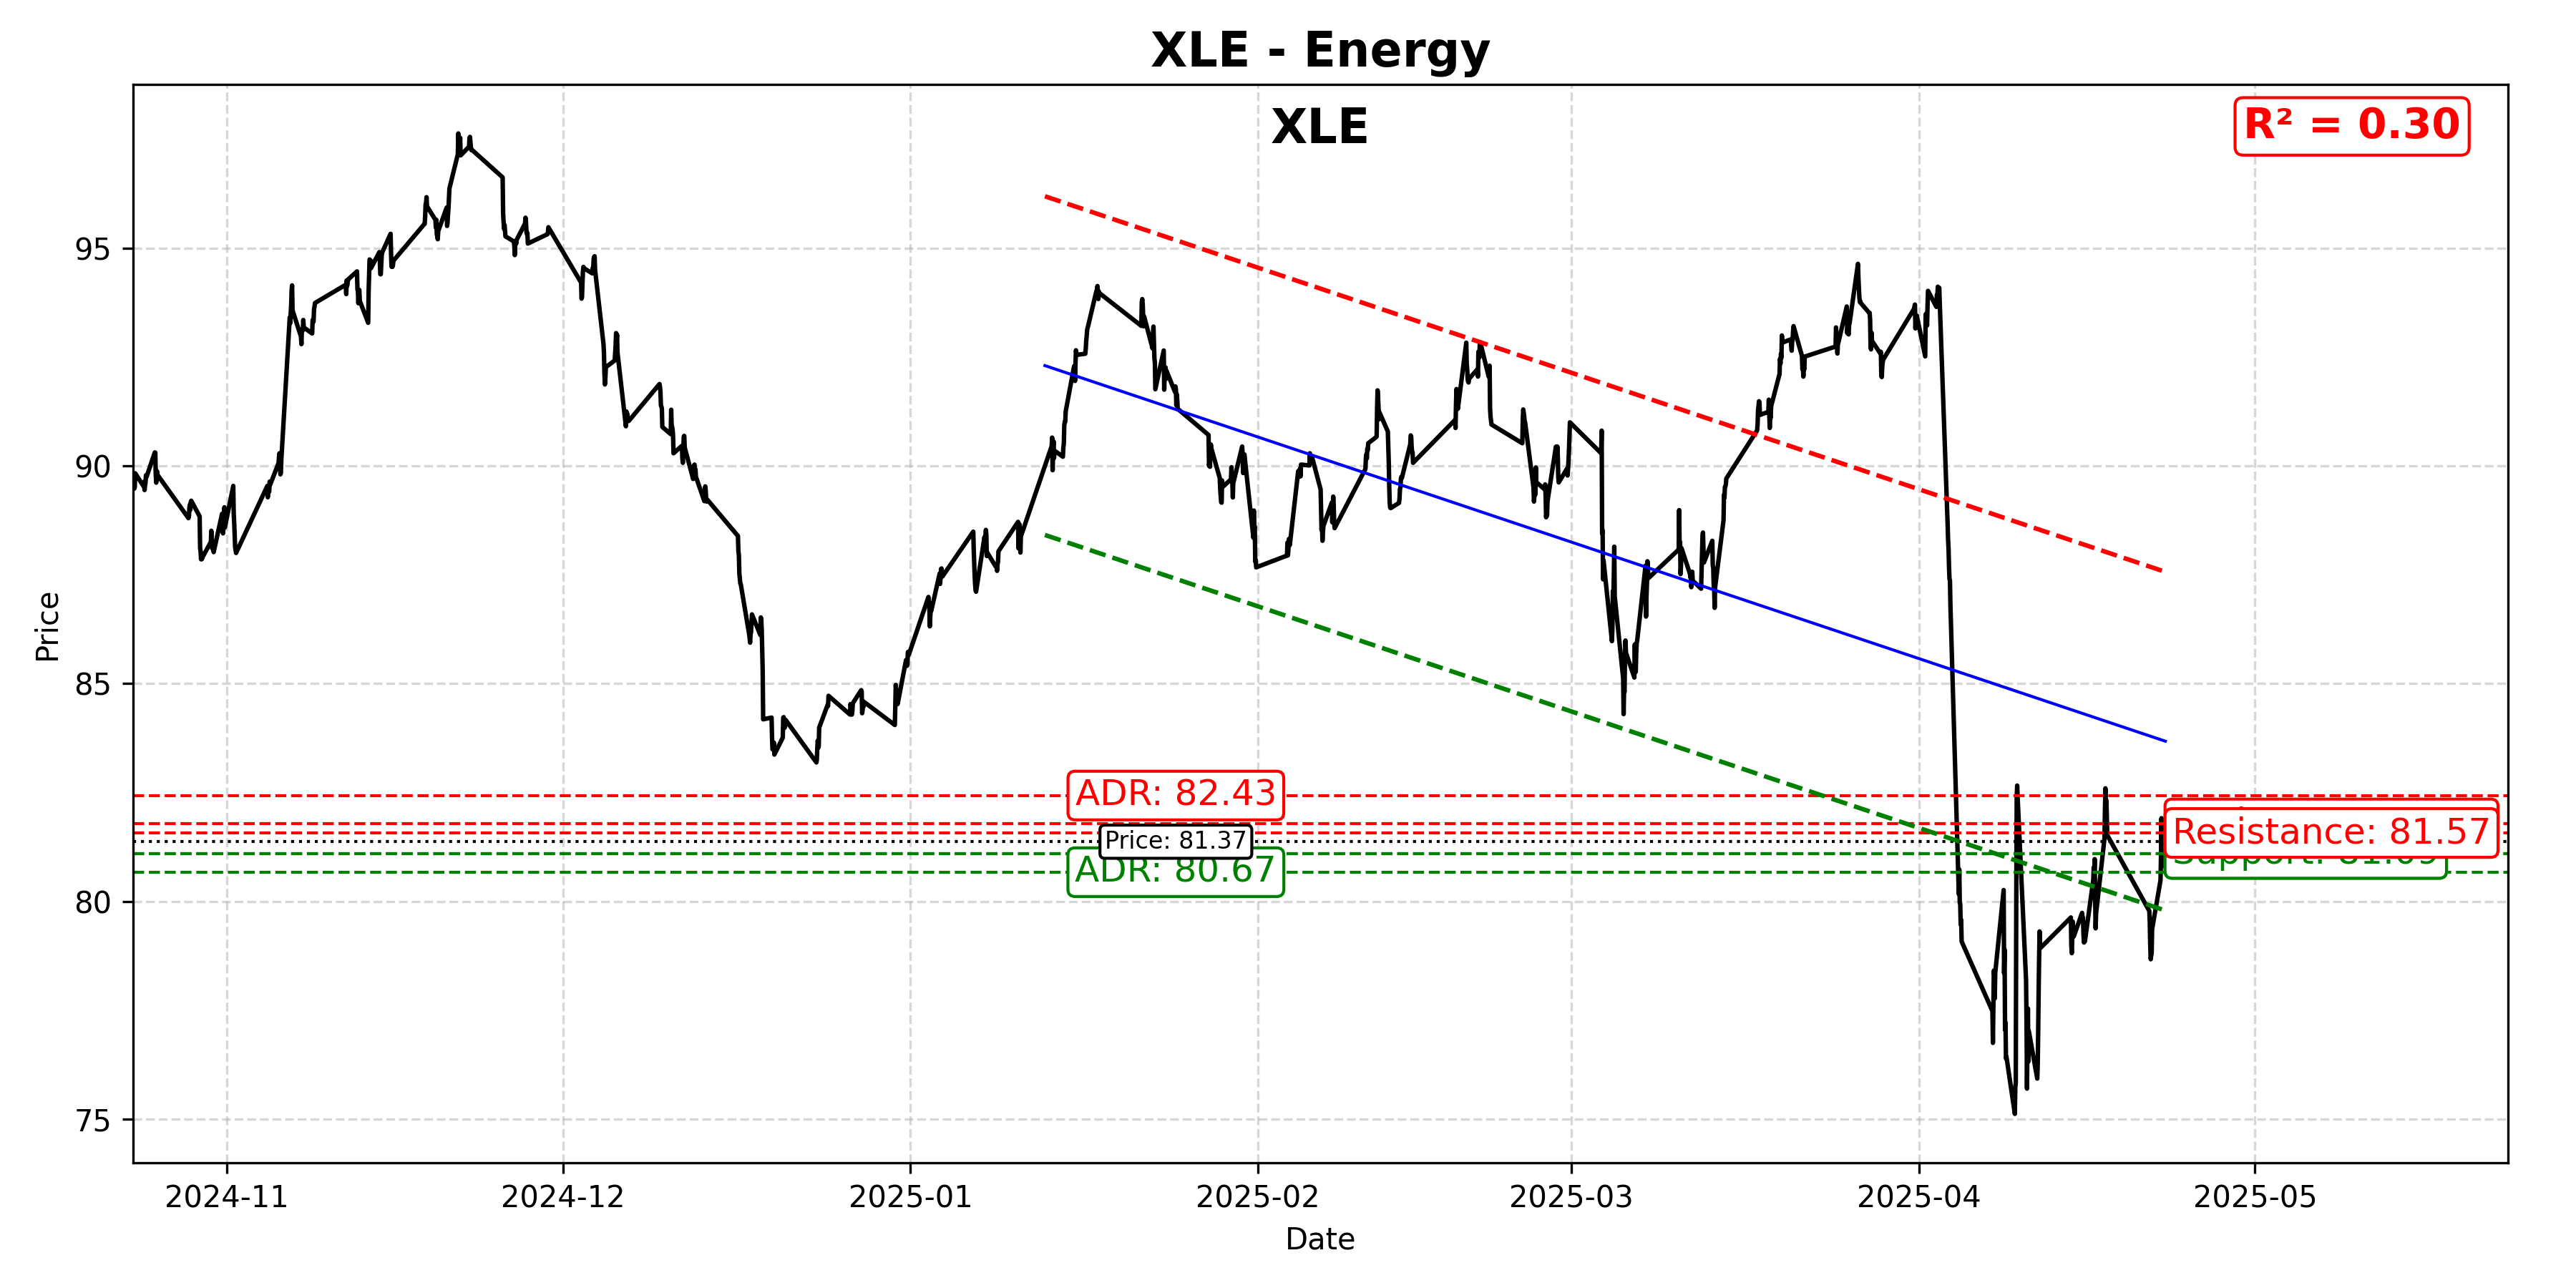 XLE - Energy
XLE
R² = 0.30
95
90
85
80
75
Price
ADR: 82.43
Price: 81.37
ADR: 80.67
Resistance: 81.57
2024-11
2024-12
2025-01
2025-02
2025-03
2025-04
2025-05
Date